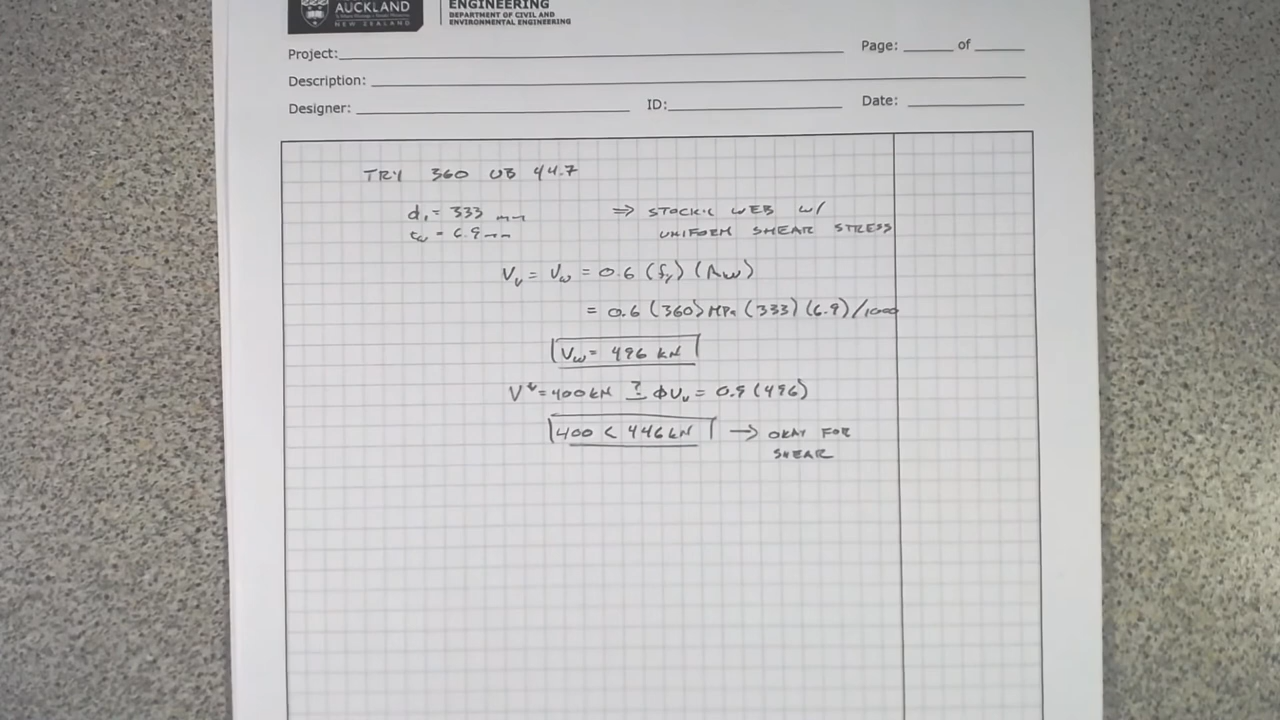 AUCKLAND
NEW ZEALAND
ENGINEERING
DEPARTMENT OF CIVIL AND
ENVIRONMENTAL ENGINEERING
Project:
Page: of
Description:
Designer: ID: Date:
TRY 360 UB 44.7
d₁ = 333 mm ⇒ STOCKY WEB w/
tw = 6.9 mm UNIFORM SHEAR STRESS
Vv = Vw = 0.6 (fy) (Aw)
= 0.6 (360) MPa (333) (6.9) / 1000
Vw = 496 kN
V* = 400 kN ? ΦVv = 0.9 (496)
400 < 446 kN → OKAY FOR
SHEAR